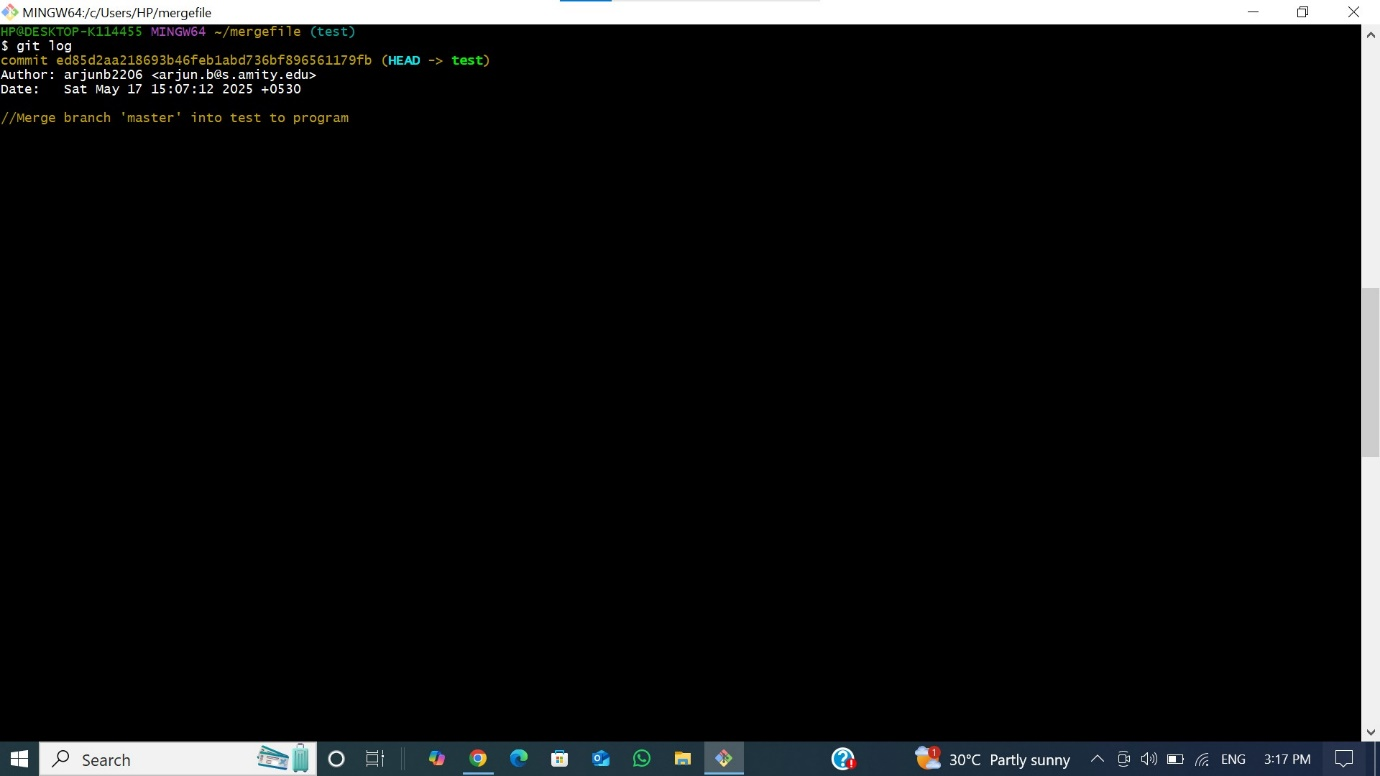 MINGW64:/c/Users/HP/mergefile
HP@DESKTOP-K114455 MINGW64 ~/mergefile (test)
$ git log
commit ed85d2aa218693b46feb1abd736bf896561179fb (HEAD -> test)
Author: arjunb2206 <arjun.b@s.amity.edu>
Date:   Sat May 17 15:07:12 2025 +0530
//Merge branch 'master' into test to program
Search
1
30°C Partly sunny
ENG
3:17 PM